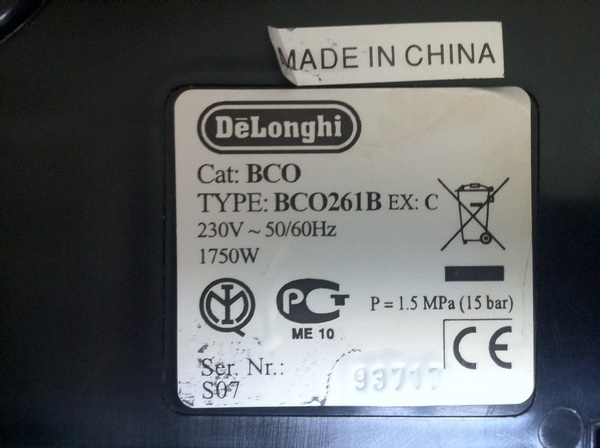 MADE IN CHINA
DēLonghi
Cat: BCO
TYPE: BCO261B EX: C
230V ~ 50/60Hz
1750W
P = 1.5 MPa (15 bar)
ME 10
CE
Ser. Nr.:
S07
93717